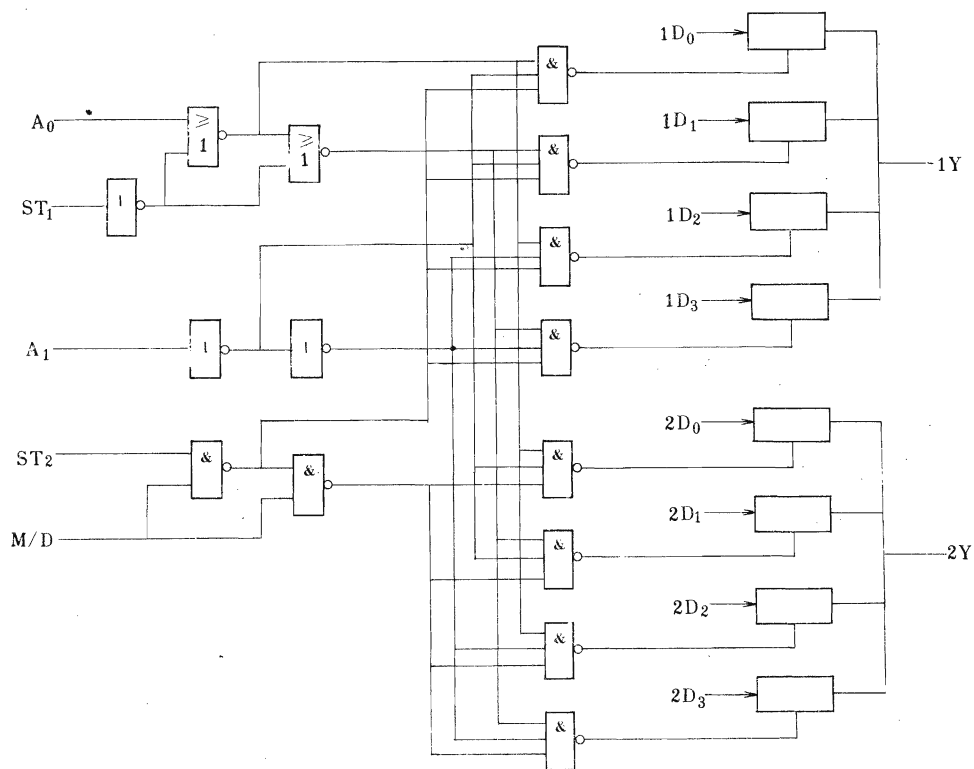 A₀
ST₁
A₁
ST₂
M/D
≥
1
≥
1
1
1
1
&
&
&
&
&
&
&
&
&
&
1D₀
1D₁
1D₂
1D₃
1Y
2D₀
2D₁
2D₂
2D₃
2Y